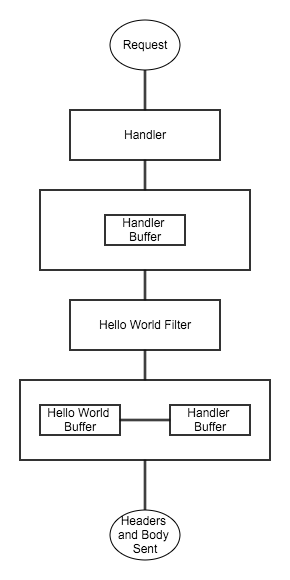 Request
Handler
Handler
Buffer
Hello World Filter
Hello World
Buffer
Handler
Buffer
Headers
and Body
Sent